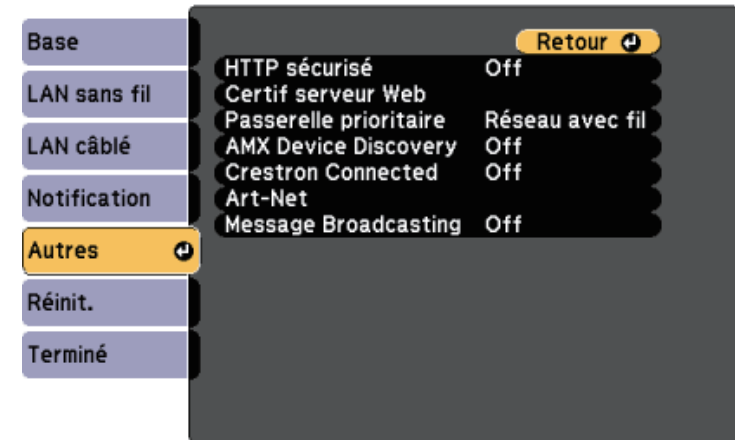 Base
LAN sans fil
LAN câblé
Notification
Autres
Réinit.
Terminé
Retour
HTTP sécurisé Off
Certif serveur Web
Passerelle prioritaire Réseau avec fil
AMX Device Discovery Off
Crestron Connected Off
Art-Net
Message Broadcasting Off